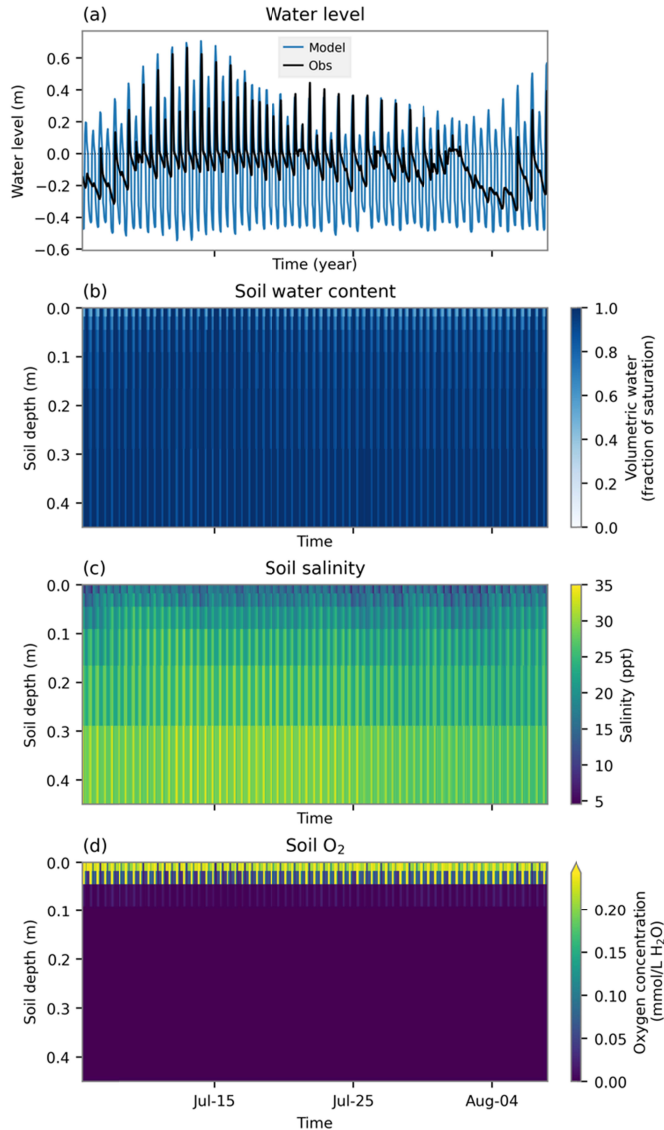 (a) Water level
Model
Obs
Water level (m)
0.6
0.4
0.2
0.0
−0.2
−0.4
−0.6
Time (year)
(b) Soil water content
Soil depth (m)
0.0
0.1
0.2
0.3
0.4
Time
1.0
0.8
0.6
0.4
0.2
0.0
Volumetric water
(fraction of saturation)
(c) Soil salinity
Soil depth (m)
0.0
0.1
0.2
0.3
0.4
Time
35
30
25
20
15
10
5
Salinity (ppt)
(d) Soil O₂
Soil depth (m)
0.0
0.1
0.2
0.3
0.4
Jul-15 Jul-25 Aug-04
Time
0.20
0.15
0.10
0.05
0.00
Oxygen concentration
(mmol/L H₂O)